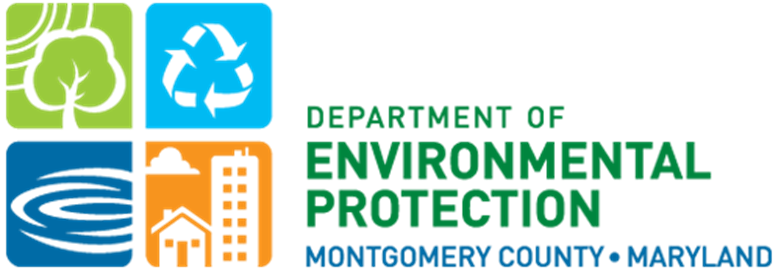 DEPARTMENT OF
ENVIRONMENTAL
PROTECTION
MONTGOMERY COUNTY • MARYLAND